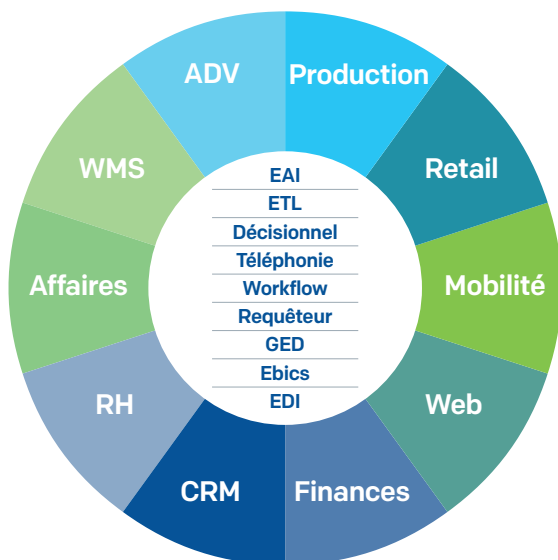 ADV
Production
WMS
Retail
Affaires
Mobilité
RH
Web
CRM
Finances
EAI
ETL
Décisionnel
Téléphonie
Workflow
Requêteur
GED
Ebics
EDI